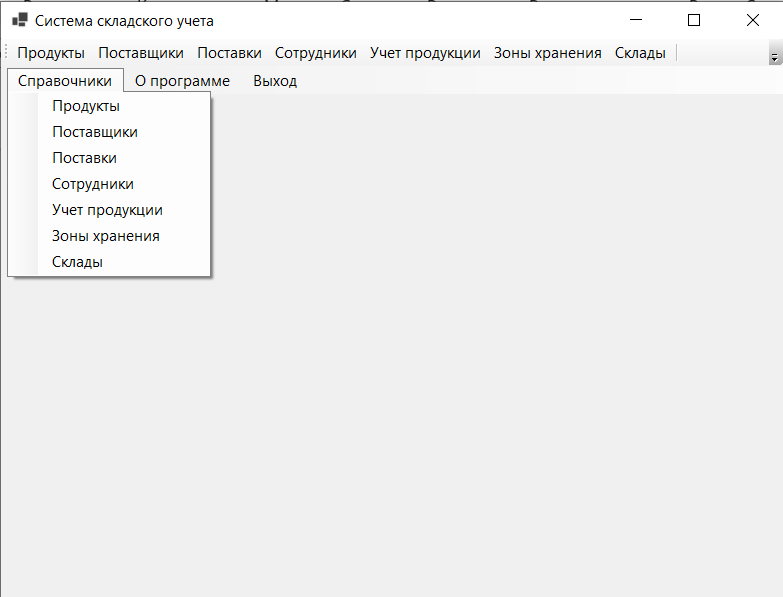 Система складского учета
Продукты Поставщики Поставки Сотрудники Учет продукции Зоны хранения Склады
Справочники О программе Выход
Продукты
Поставщики
Поставки
Сотрудники
Учет продукции
Зоны хранения
Склады